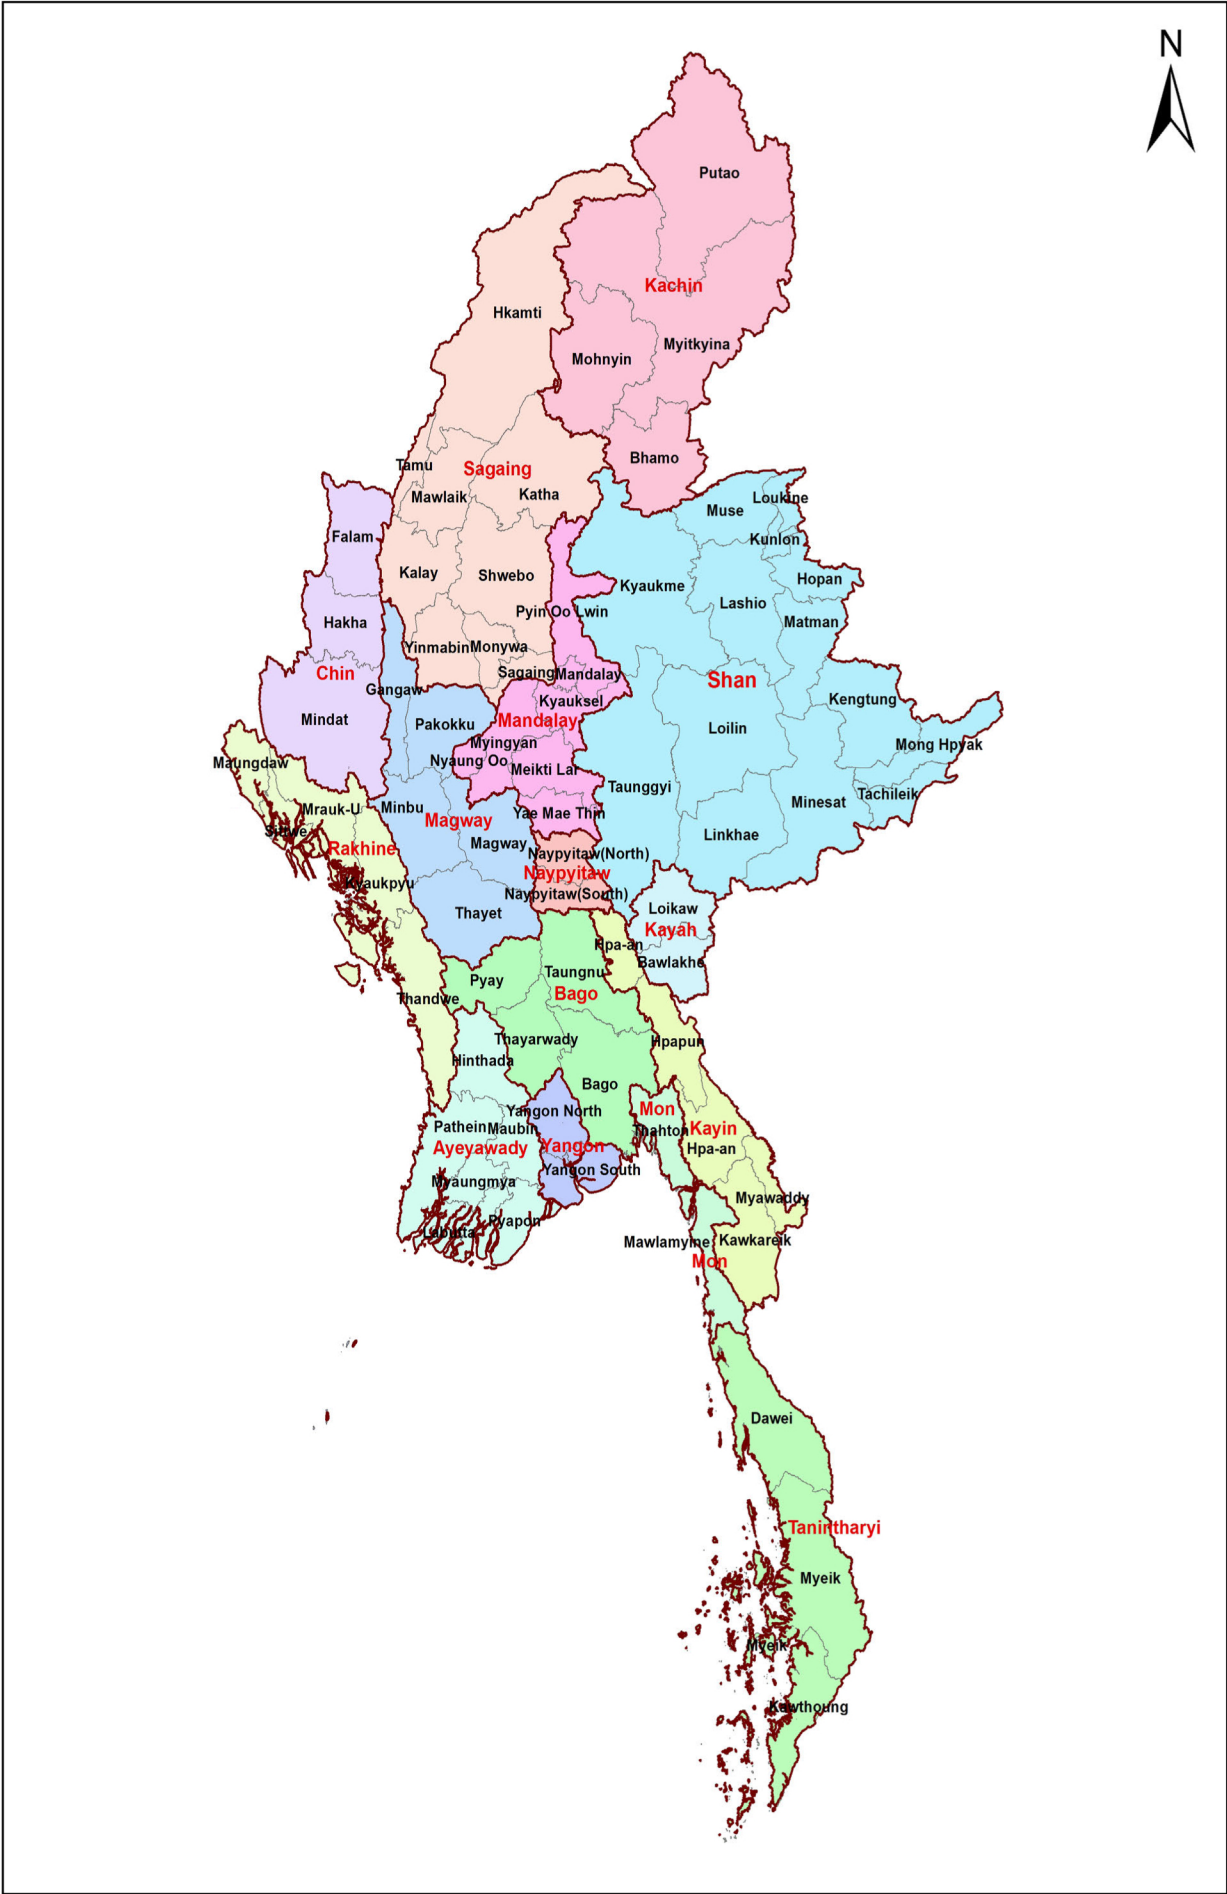 N
Putao
Kachin
Hkamti
Myitkyina
Mohnyin
Bhamo
Tamu
Sagaing
Mawlaik
Katha
Loukine
Muse
Falam
Kunlon
Kalay
Shwebo
Kyaukme
Hopan
Lashio
Pyin Oo Lwin
Hakha
Matman
Yinmabin
Monywa
Chin
Sagaing
Mandalay
Shan
Gangaw
Kyauksel
Kengtung
Mindat
Pakokku
Mandalay
Loilin
Myingyan
Mong Hpyak
Maungdaw
Nyaung Oo
Meikti Lar
Taunggyi
Tachileik
Minbu
Mrauk-U
Yae Mae Thin
Minesat
Magway
Sittwe
Linkhae
Rakhine
Magway
Naypyitaw(North)
Naypyitaw
Kyaukpyu
Naypyitaw(South)
Thayet
Loikaw
Kayah
Hpa-an
Bawlakhe
Taungnu
Pyay
Bago
Thandwe
Thayarwady
Hpapun
Hinthada
Bago
Yangon North
Mon
Pathein
Maubin
Thahton
Kayin
Ayeyawady
Yangon
Hpa-an
Yangon South
Myaungmya
Myawaddy
Pyapon
Labutta
Mawlamyine
Kawkareik
Mon
Dawei
Tanintharyi
Myeik
Myeik
Kawthoung